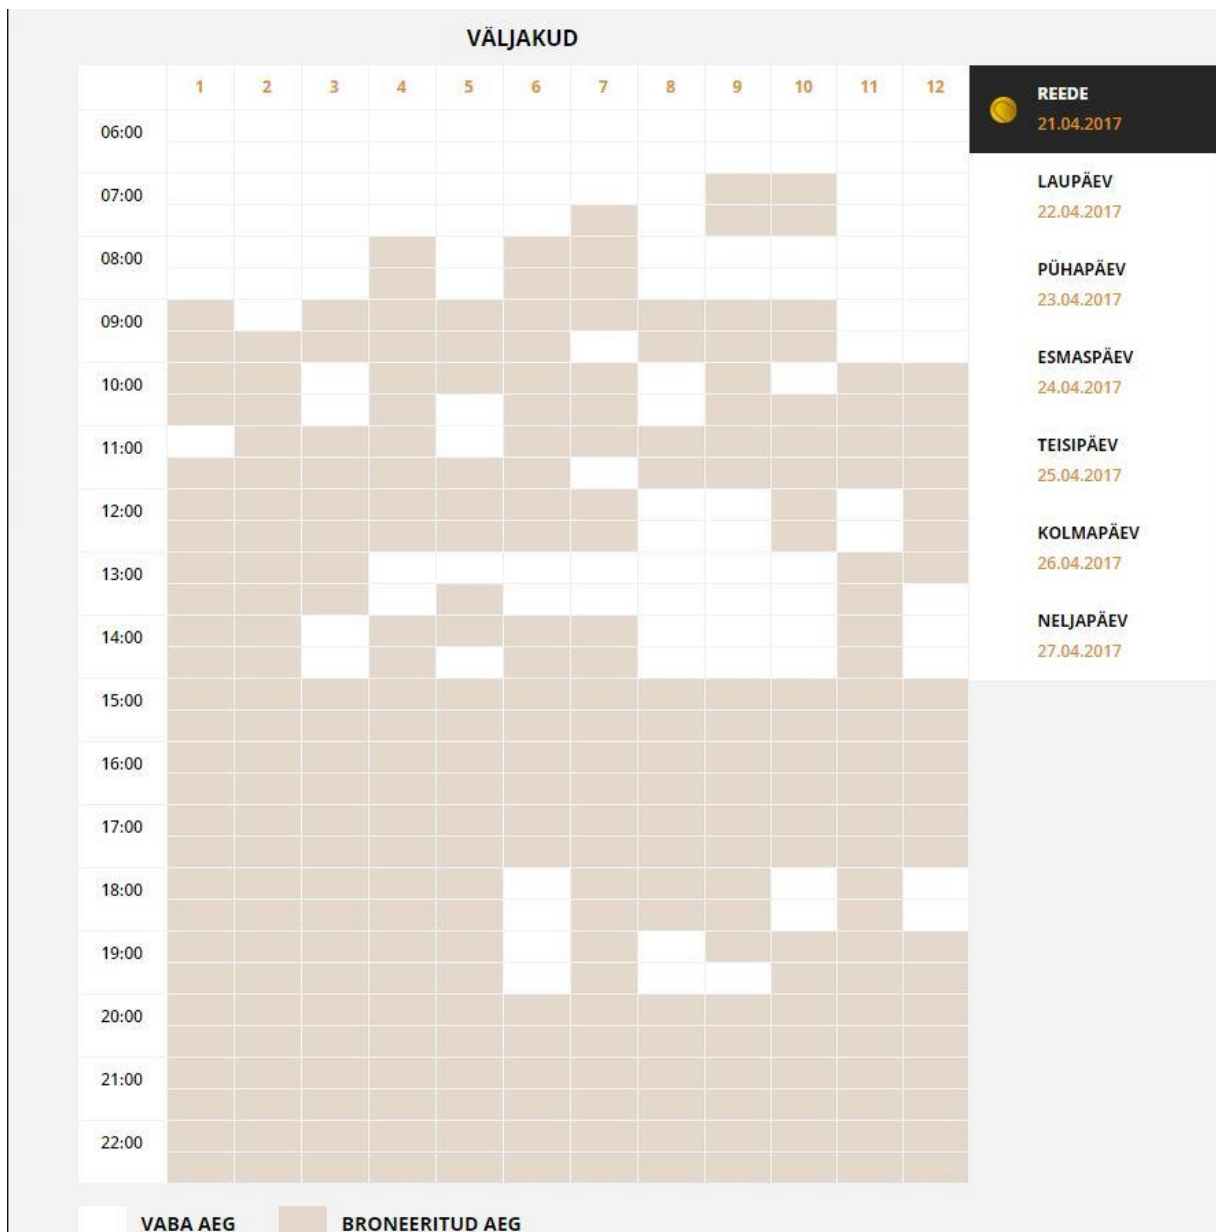 VÄLJAKUD
1 2 3 4 5 6 7 8 9 10 11 12
06:00
07:00
08:00
09:00
10:00
11:00
12:00
13:00
14:00
15:00
16:00
17:00
18:00
19:00
20:00
21:00
22:00
REEDE
21.04.2017
LAUPÄEV
22.04.2017
PÜHAPÄEV
23.04.2017
ESMASPÄEV
24.04.2017
TEISIPÄEV
25.04.2017
KOLMAPÄEV
26.04.2017
NELJAPÄEV
27.04.2017
VABA AEG
BRONEERITUD AEG